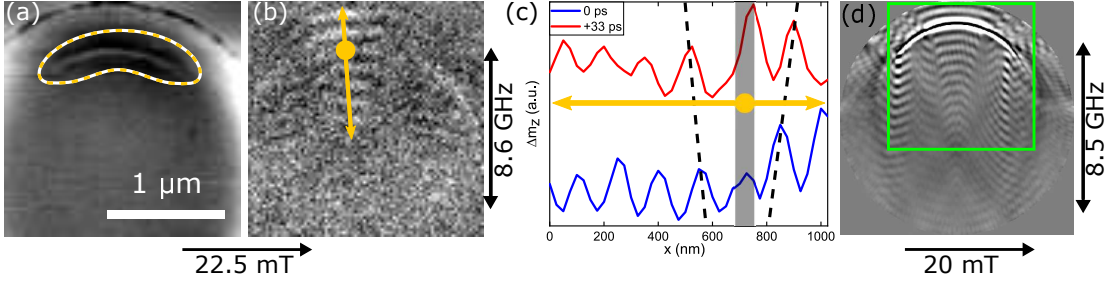 (a)
1 μm
(b)
8.6 GHz
22.5 mT
(c)
0 ps
+33 ps
Δmz (a.u.)
0 200 400 600 800 1000
x (nm)
(d)
8.5 GHz
20 mT